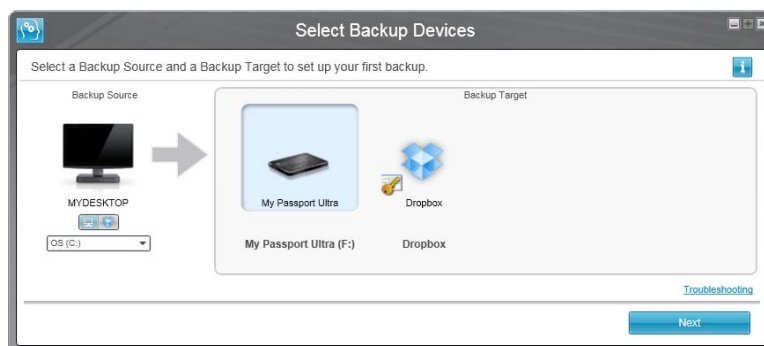 Select Backup Devices
Select a Backup Source and a Backup Target to set up your first backup.
Backup Source
Backup Target
MYDESKTOP
My Passport Ultra
Dropbox
OS (C:)
My Passport Ultra (F:)
Dropbox
Troubleshooting
Next